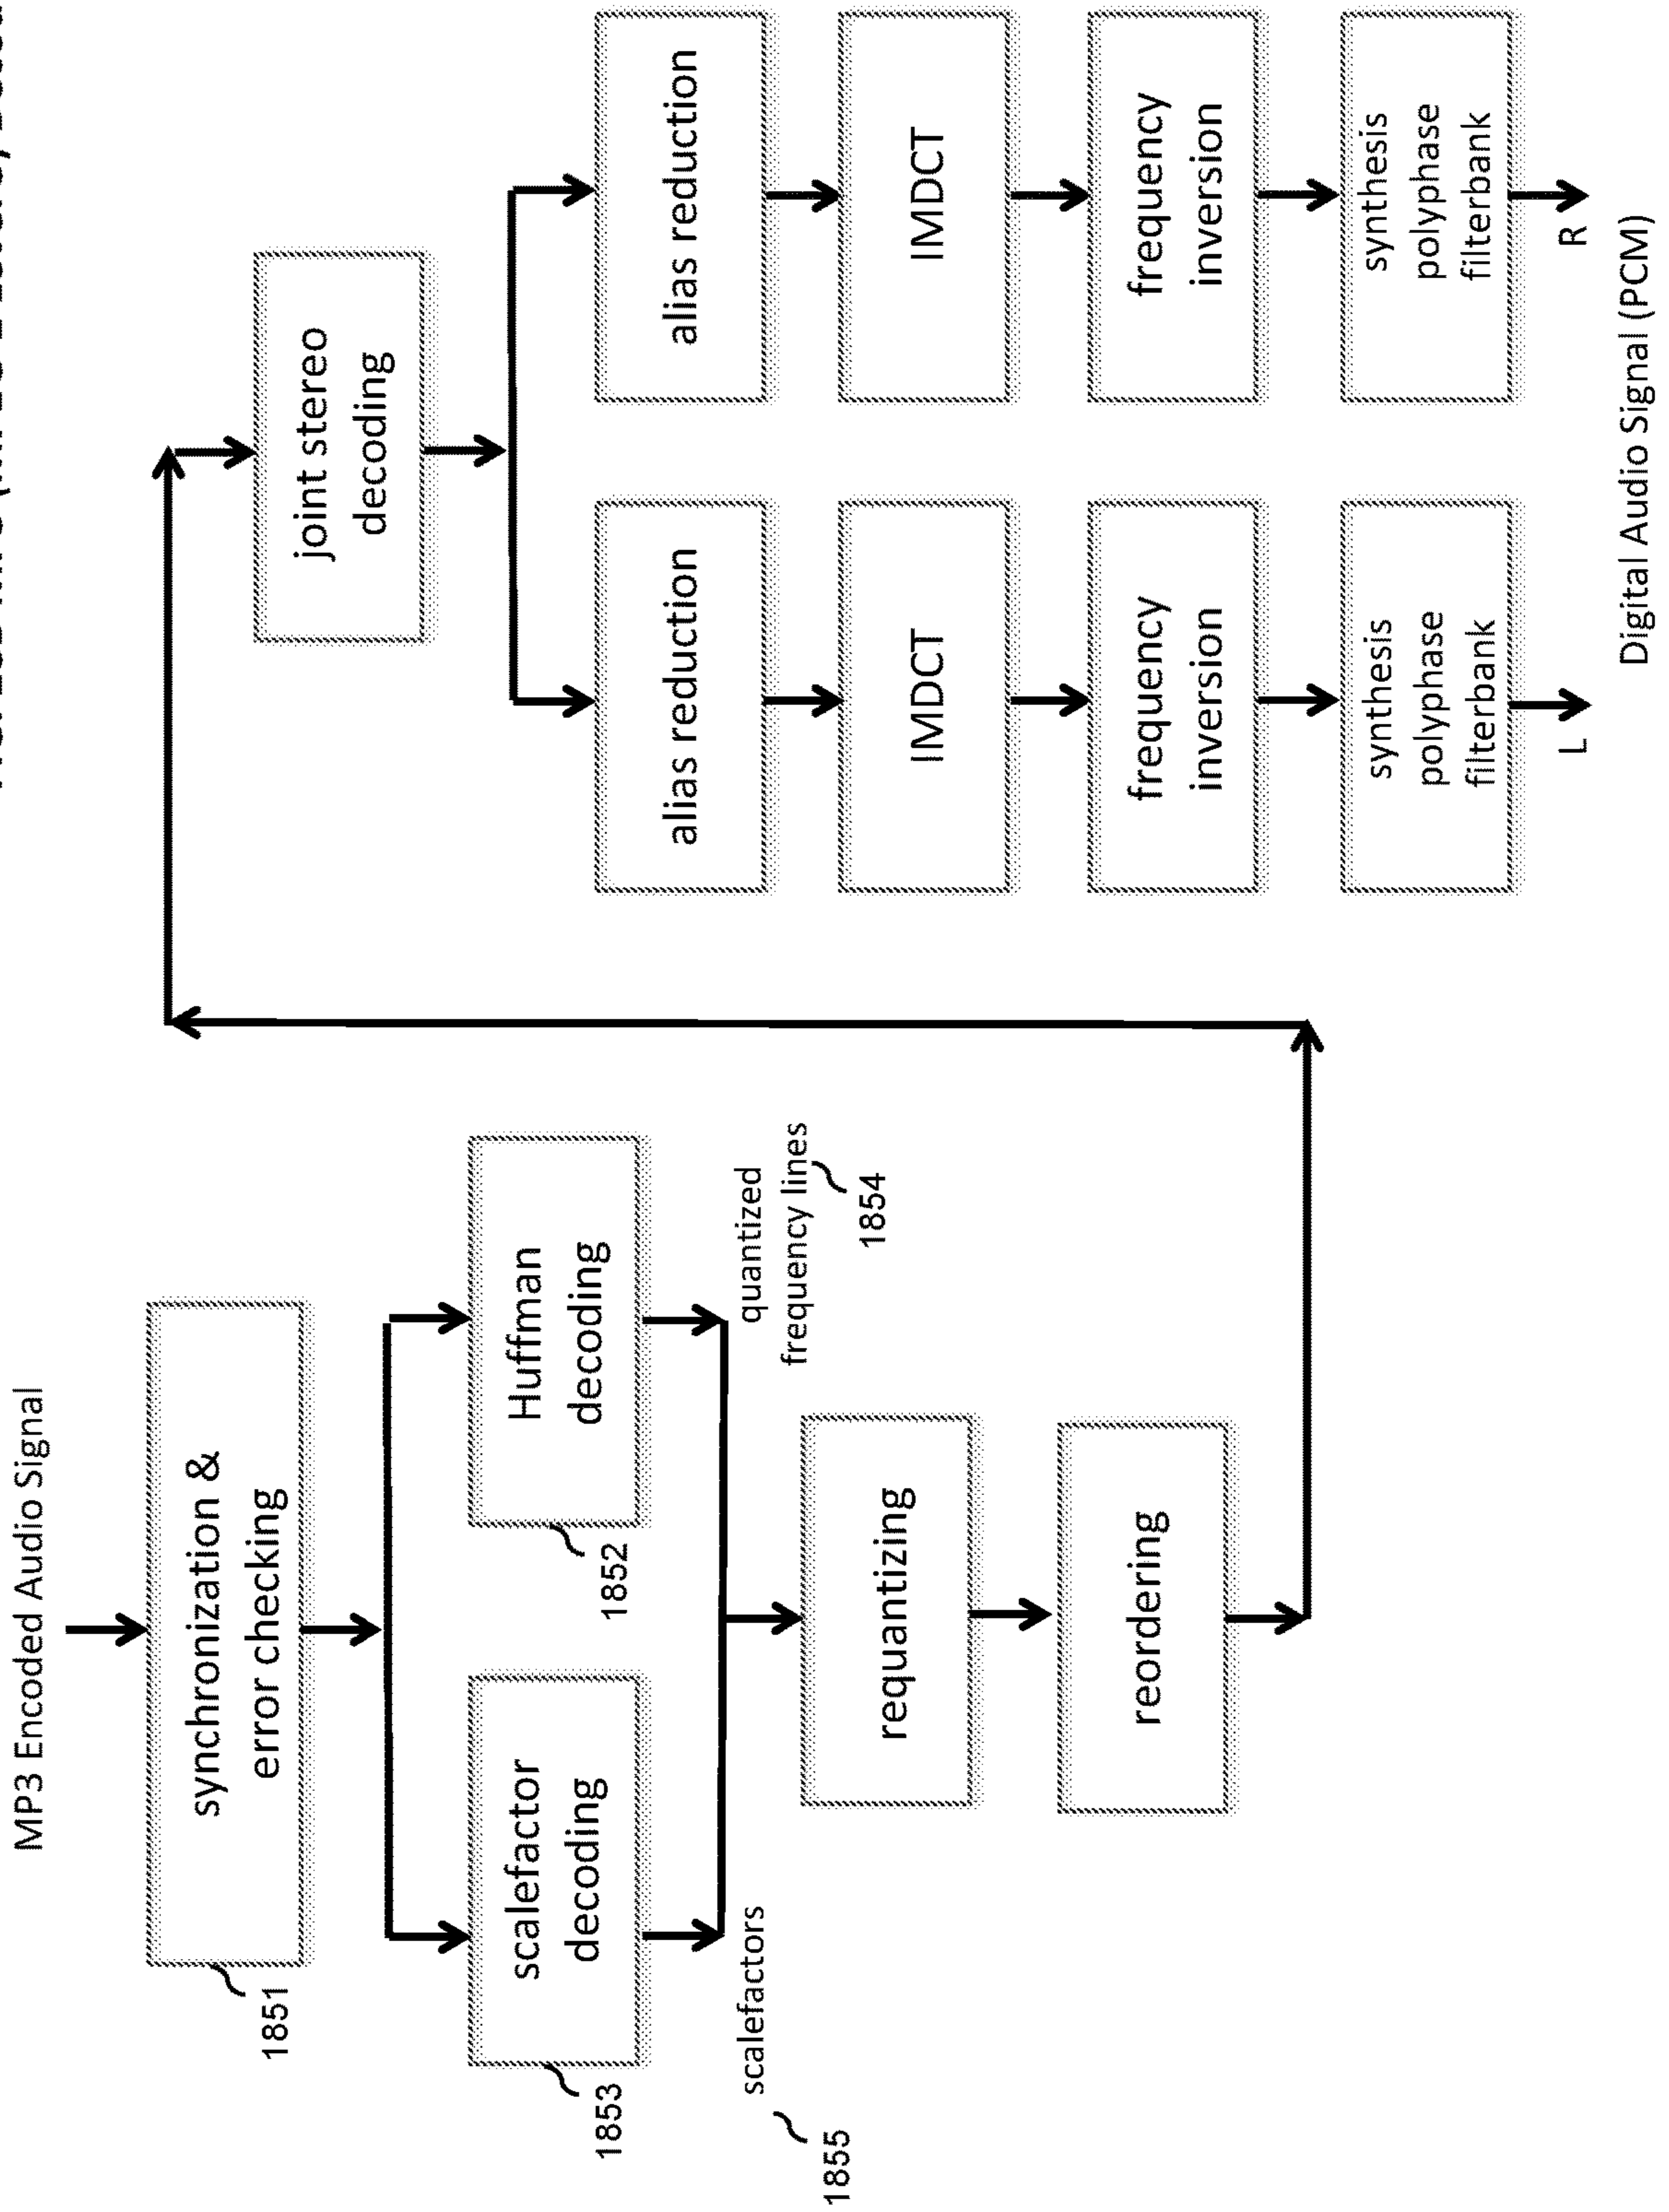 MP3 Encoded Audio Signal
synchronization &
error checking
1851
scalefactor
decoding
1853
Huffman
decoding
1852
scalefactors
1855
quantized
frequency lines
1854
requantizing
reordering
joint stereo
decoding
alias reduction
IMDCT
frequency
inversion
synthesis
polyphase
filterbank
L
alias reduction
IMDCT
frequency
inversion
synthesis
polyphase
filterbank
R
Digital Audio Signal (PCM)